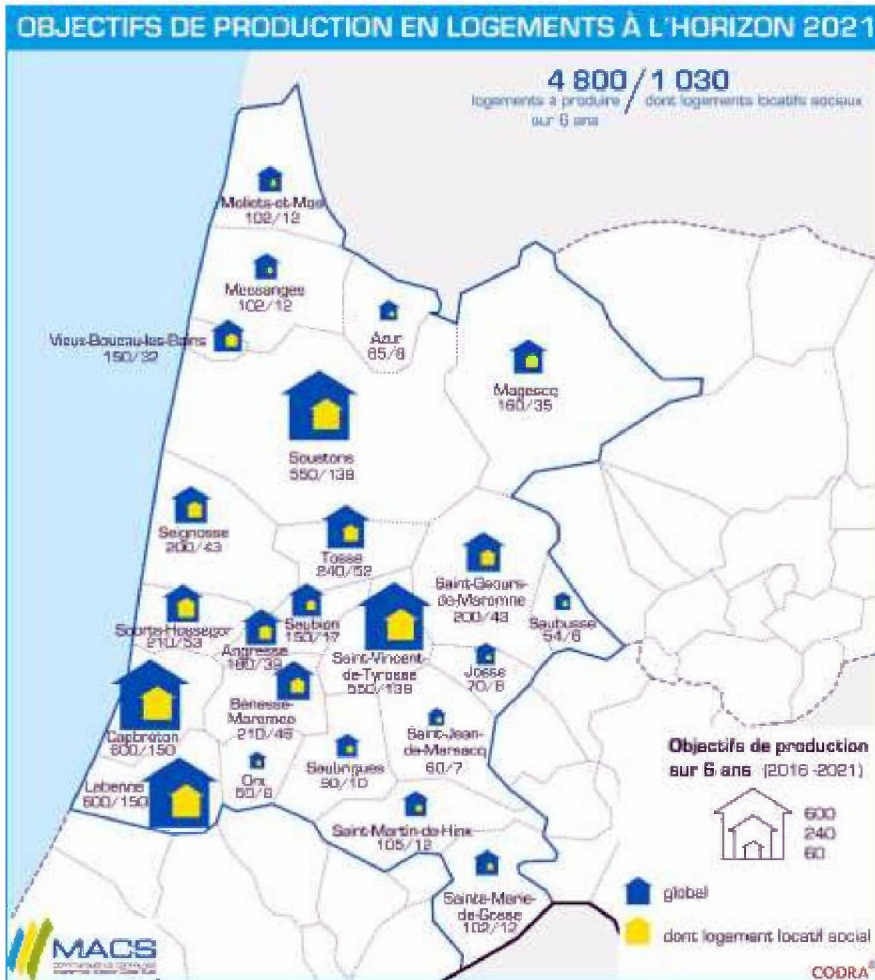 OBJECTIFS DE PRODUCTION EN LOGEMENTS À L'HORIZON 2021
4 800 / 1 030
logements à produire / dont logements locatifs sociaux
sur 6 ans
Moliets-et-Maa
102/12
Messanges
102/12
Vieux-Boucau-les-Bains
150/32
Azur
65/8
Magescq
160/35
Soustons
550/138
Seignosse
200/43
Tosse
240/52
Saint-Geours-
de-Maremne
200/43
Saubusse
54/6
Soorts-Hossegor
210/53
Angresse
180/39
Saubion
150/17
Saint-Vincent-
de-Tyrosse
550/138
Josse
70/8
Capbreton
600/150
Bénesse-
Maremne
210/46
Saint-Jean-
de-Marsacq
60/7
Labenne
600/150
Orx
Saubrigues
90/10
Saint-Martin-de-Hinx
105/12
Sainte-Marie-
de-Gosse
102/12
Objectifs de production
sur 6 ans (2016-2021)
600
240
60
global
dont logement locatif social
MACS
CODRA